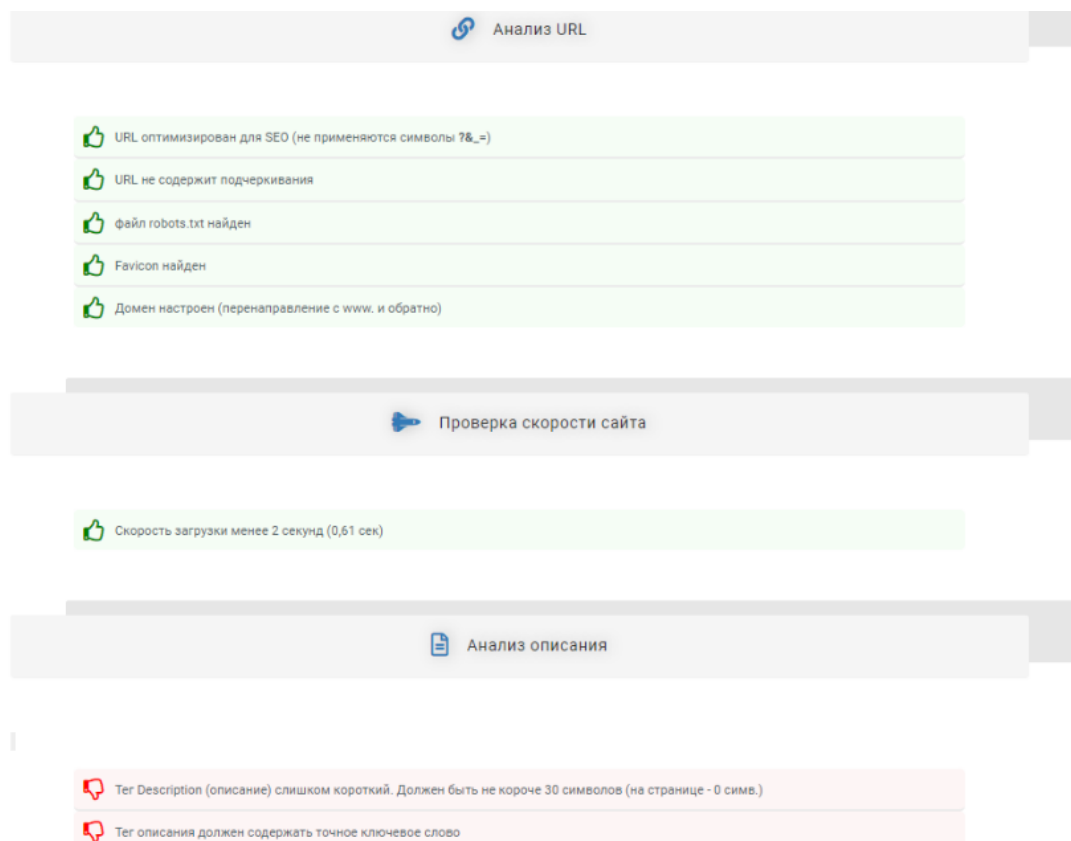 Анализ URL
URL оптимизирован для SEO (не применяются символы ?&_=)
URL не содержит подчеркивания
файл robots.txt найден
Favicon найден
Домен настроен (перенаправление с www. и обратно)
Проверка скорости сайта
Скорость загрузки менее 2 секунд (0,61 сек)
Анализ описания
Тег Description (описание) слишком короткий. Должен быть не короче 30 символов (на странице - 0 симв.)
Тег описания должен содержать точное ключевое слово